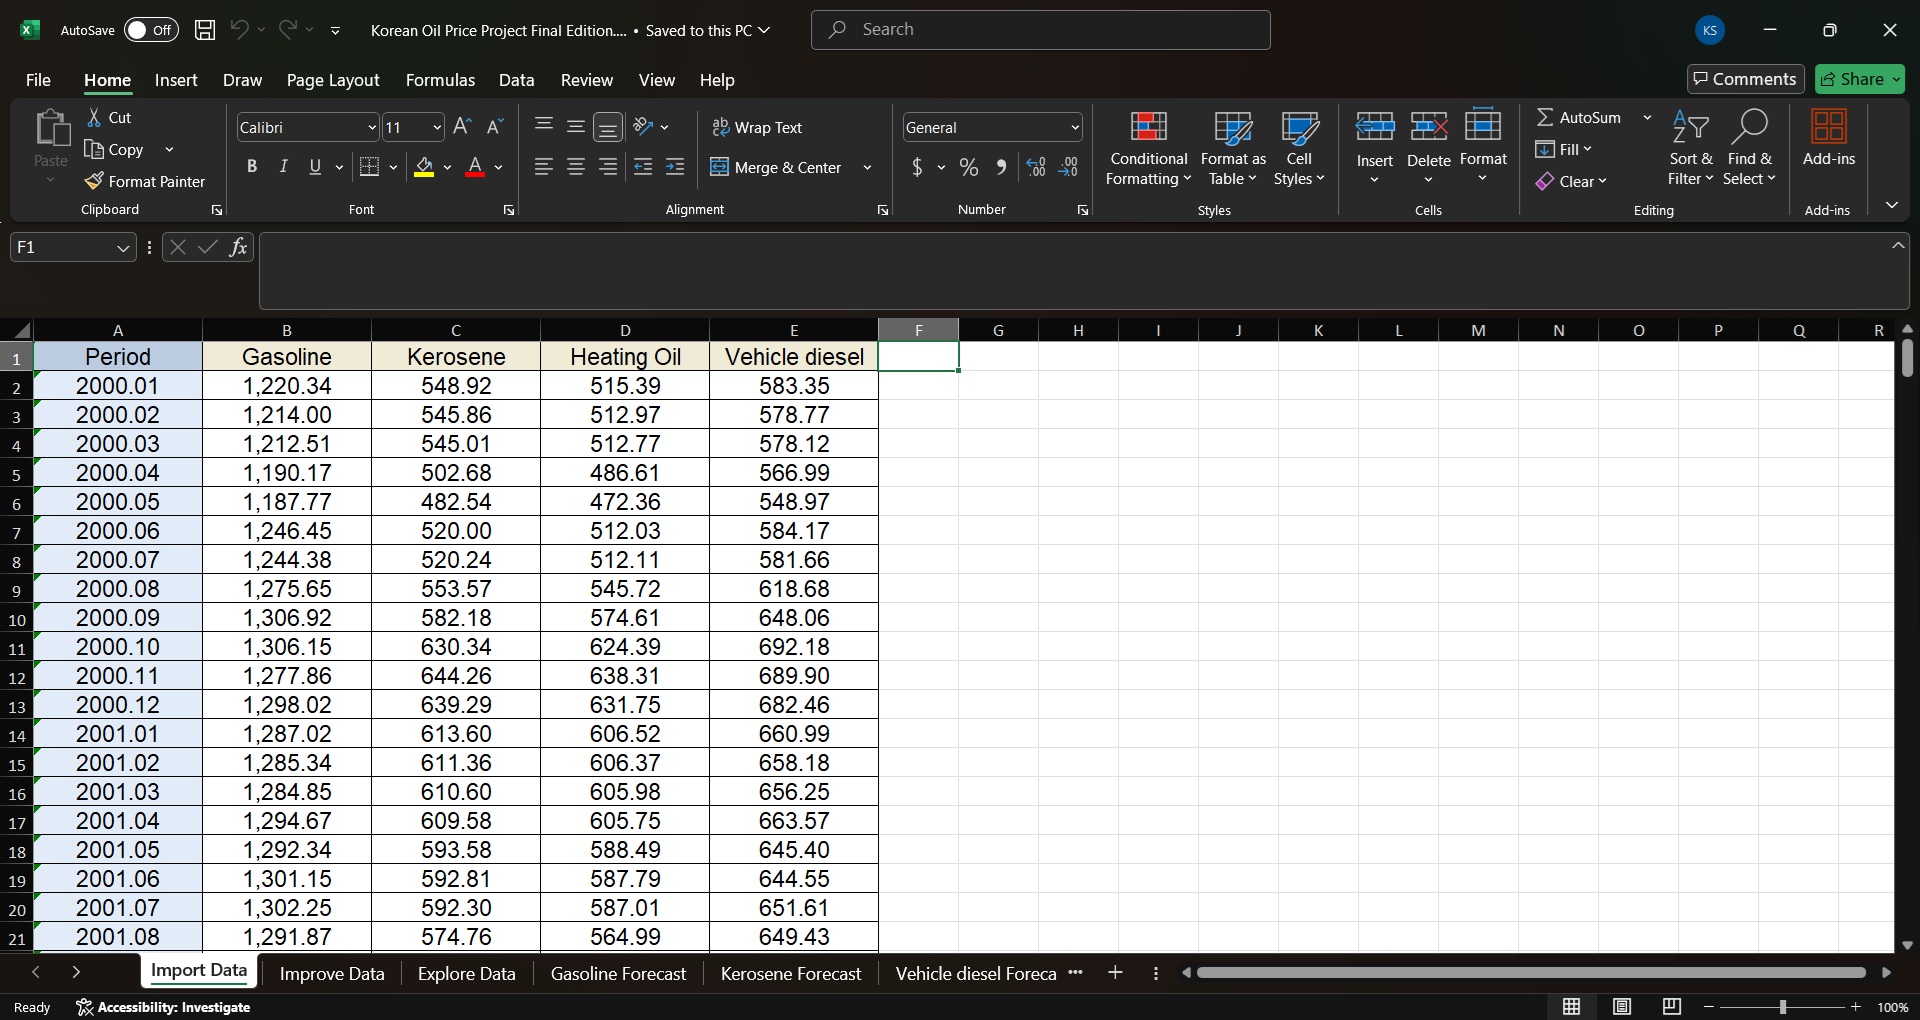 AutoSave Off Korean Oil Price Project Final Edition.... • Saved to this PC Search KS
File Home Insert Draw Page Layout Formulas Data Review View Help Comments Share
Paste Cut Copy Format Painter Clipboard
Calibri 11 B I U A Font
Wrap Text Merge & Center Alignment
General $ % Number
Conditional Formatting Format as Table Cell Styles Styles
Insert Delete Format Cells
AutoSum Fill Clear Sort & Filter Find & Select Editing
Add-ins Add-ins
F1 fx
A B C D E F G H I J K L M N O P Q R
1 Period Gasoline Kerosene Heating Oil Vehicle diesel
2 2000.01 1,220.34 548.92 515.39 583.35
3 2000.02 1,214.00 545.86 512.97 578.77
4 2000.03 1,212.51 545.01 512.77 578.12
5 2000.04 1,190.17 502.68 486.61 566.99
6 2000.05 1,187.77 482.54 472.36 548.97
7 2000.06 1,246.45 520.00 512.03 584.17
8 2000.07 1,244.38 520.24 512.11 581.66
9 2000.08 1,275.65 553.57 545.72 618.68
10 2000.09 1,306.92 582.18 574.61 648.06
11 2000.10 1,306.15 630.34 624.39 692.18
12 2000.11 1,277.86 644.26 638.31 689.90
13 2000.12 1,298.02 639.29 631.75 682.46
14 2001.01 1,287.02 613.60 606.52 660.99
15 2001.02 1,285.34 611.36 606.37 658.18
16 2001.03 1,284.85 610.60 605.98 656.25
17 2001.04 1,294.67 609.58 605.75 663.57
18 2001.05 1,292.34 593.58 588.49 645.40
19 2001.06 1,301.15 592.81 587.79 644.55
20 2001.07 1,302.25 592.30 587.01 651.61
21 2001.08 1,291.87 574.76 564.99 649.43
Import Data Improve Data Explore Data Gasoline Forecast Kerosene Forecast Vehicle diesel Foreca ...
Ready Accessibility: Investigate 100%